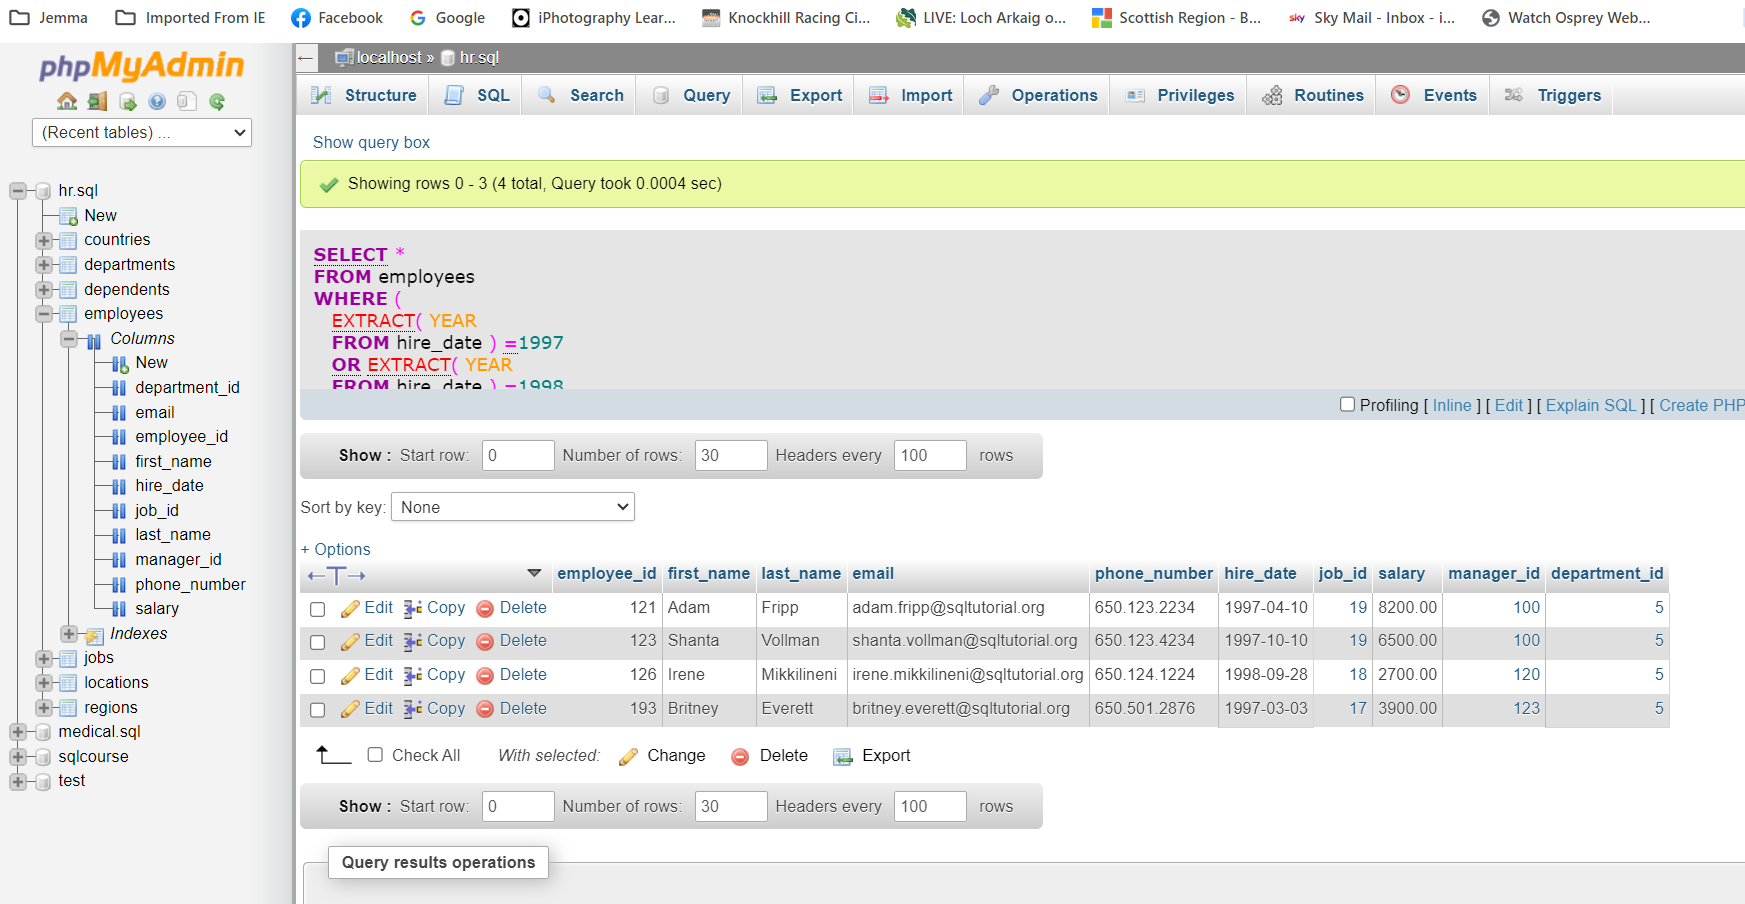 Jemma Imported From IE Facebook Google iPhotography Lear... Knockhill Racing Ci... LIVE: Loch Arkaig o... Scottish Region - B... sky Sky Mail - Inbox - i... Watch Osprey Web...
phpMyAdmin
(Recent tables) ...
hr.sql
New
countries
departments
dependents
employees
Columns
New
department_id
email
employee_id
first_name
hire_date
job_id
last_name
manager_id
phone_number
salary
Indexes
jobs
locations
regions
medical.sql
sqlcourse
test
← localhost » hr.sql
Structure SQL Search Query Export Import Operations Privileges Routines Events Triggers
Show query box
Showing rows 0 - 3 (4 total, Query took 0.0004 sec)
SELECT *
FROM employees
WHERE (
EXTRACT( YEAR
FROM hire_date ) =1997
OR EXTRACT( YEAR
FROM hire_date ) =1998
Profiling [ Inline ] [ Edit ] [ Explain SQL ] [ Create PHP
Show : Start row: 0 Number of rows: 30 Headers every 100 rows
Sort by key: None
+ Options
←T→ employee_id first_name last_name email phone_number hire_date job_id salary manager_id department_id
Edit Copy Delete 121 Adam Fripp adam.fripp@sqltutorial.org 650.123.2234 1997-04-10 19 8200.00 100 5
Edit Copy Delete 123 Shanta Vollman shanta.vollman@sqltutorial.org 650.123.4234 1997-10-10 19 6500.00 100 5
Edit Copy Delete 126 Irene Mikkilineni irene.mikkilineni@sqltutorial.org 650.124.1224 1998-09-28 18 2700.00 120 5
Edit Copy Delete 193 Britney Everett britney.everett@sqltutorial.org 650.501.2876 1997-03-03 17 3900.00 123 5
Check All With selected: Change Delete Export
Show : Start row: 0 Number of rows: 30 Headers every 100 rows
Query results operations